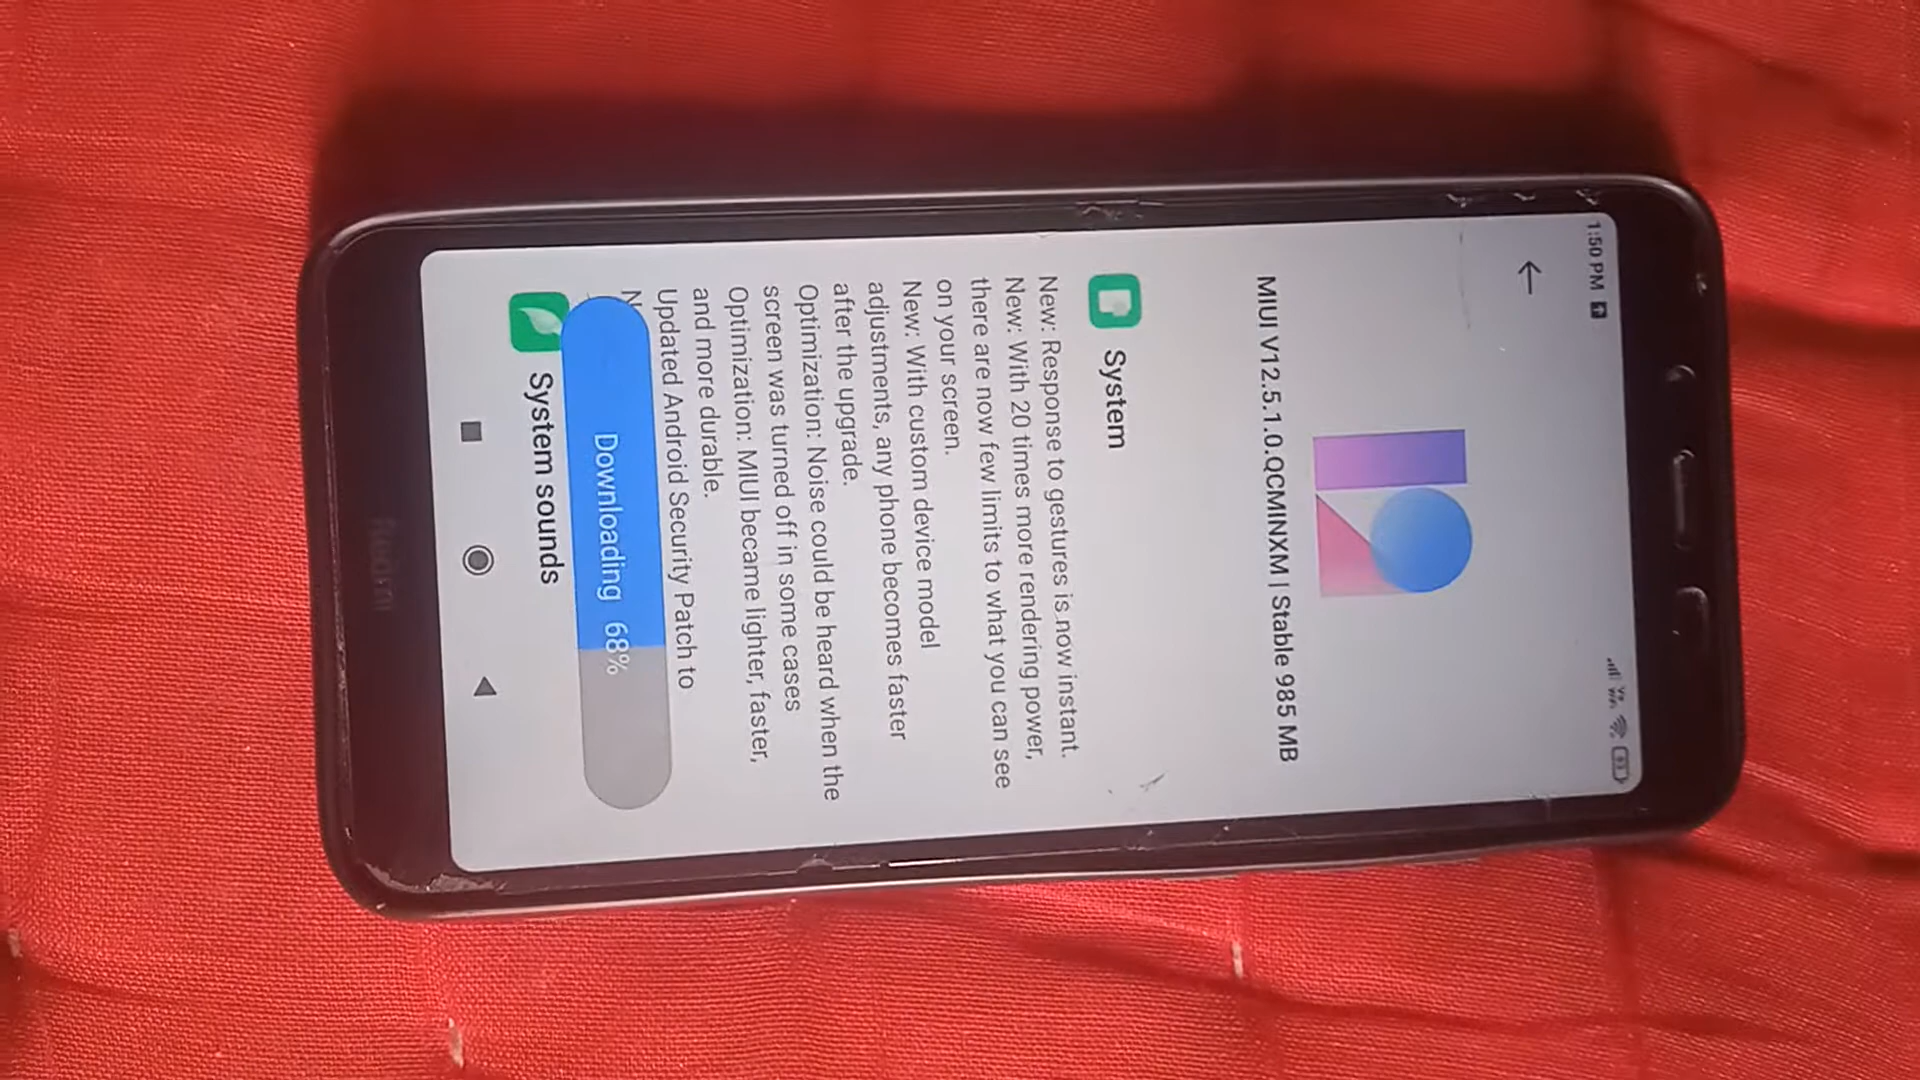 1:50 PM
MIUI V12.5.1.0.QCMINXM | Stable 985 MB
System
New: Response to gestures is now instant.
New: With 20 times more rendering power,
there are now few limits to what you can see
on your screen.
New: With custom device model
adjustments, any phone becomes faster
after the upgrade.
Optimization: Noise could be heard when the
screen was turned off in some cases
Optimization: MIUI became lighter, faster,
and more durable.
Updated Android Security Patch to
Downloading 68%
System sounds
Redmi